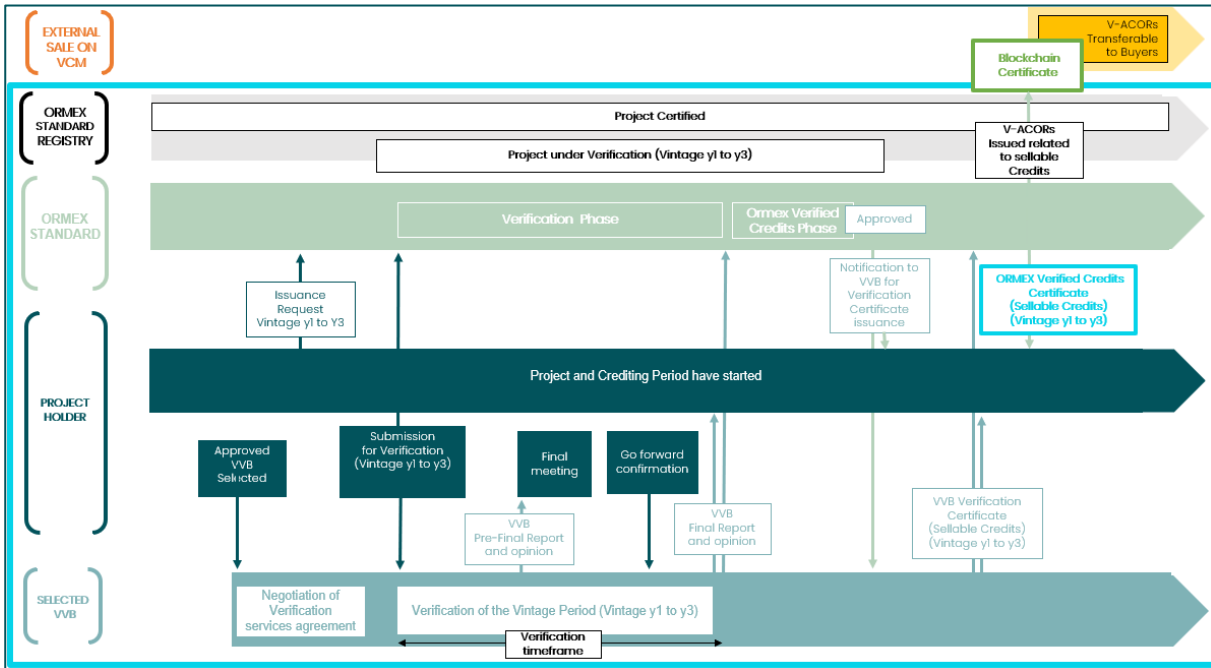 EXTERNAL
SALE ON
VCM
V-ACORs
Transferable
to Buyers
Blockchain
Certificate
ORMEX
STANDARD
REGISTRY
Project Certified
Project under Verification (Vintage y1 to y3)
V-ACORs
Issued related
to sellable
Credits
ORMEX
STANDARD
Verification Phase
Ormex Verified
Credits Phase
Approved
Issuance
Request
Vintage y1 to Y3
Notification to
VVB for
Verification
Certificate
issuance
ORMEX Verified Credits
Certificate
(Sellable Credits)
(Vintage y1 to y3)
PROJECT
HOLDER
Project and Crediting Period have started
Approved
VVB
Selected
Submission
for Verification
(Vintage y1 to y3)
Final
meeting
Go forward
confirmation
VVB
Pre-Final Report
and opinion
VVB
Final Report
and opinion
VVB Verification
Certificate
(Sellable Credits)
(Vintage y1 to y3)
SELECTED
VVB
Negotiation of
Verification
services agreement
Verification of the Vintage Period (Vintage y1 to y3)
Verification
timeframe